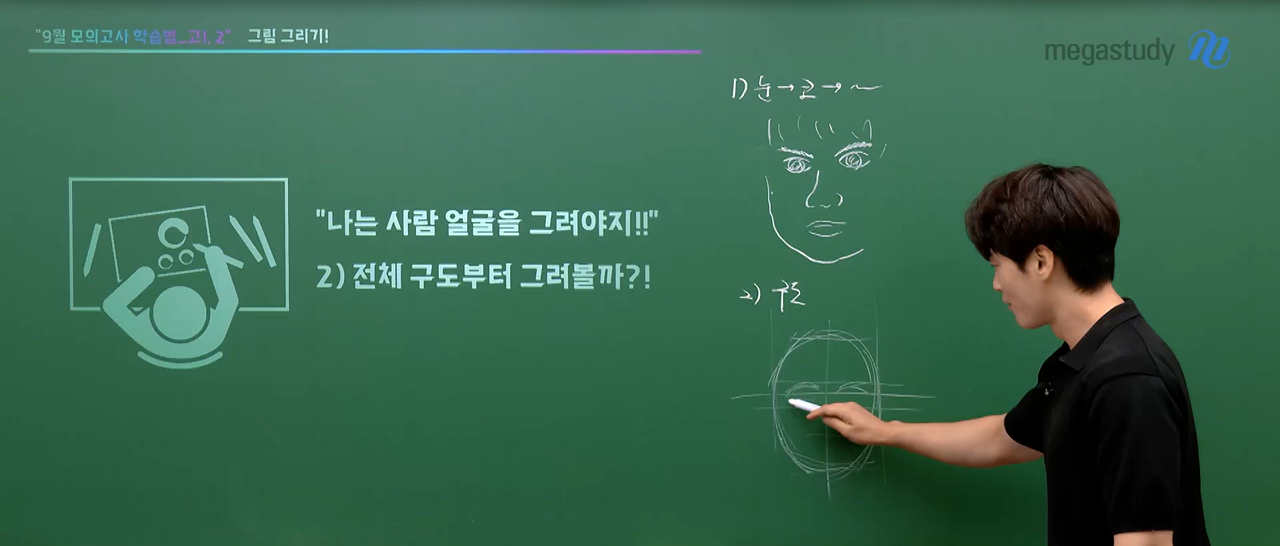 "9월 모의고사 학습법_고1, 2" 그림 그리기!
megastudy
1) 눈→코→~
"나는 사람 얼굴을 그려야지!!"
2) 전체 구도부터 그려볼까?!
2) 구도